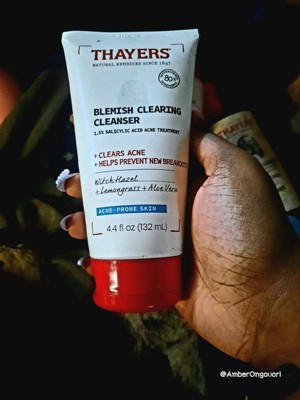 THAYERS
NATURAL REMEDIES SINCE 1847
80%
BLEMISH CLEARING
CLEANSER
1.5% SALICYLIC ACID ACNE TREATMENT
+ CLEARS ACNE
+ HELPS PREVENT NEW BREAKOUTS
Witch Hazel
+ Lemongrass + Aloe Vera
ACNE-PRONE SKIN
4.4 fl oz (132 mL)
THAYERS
@AmberOngouori